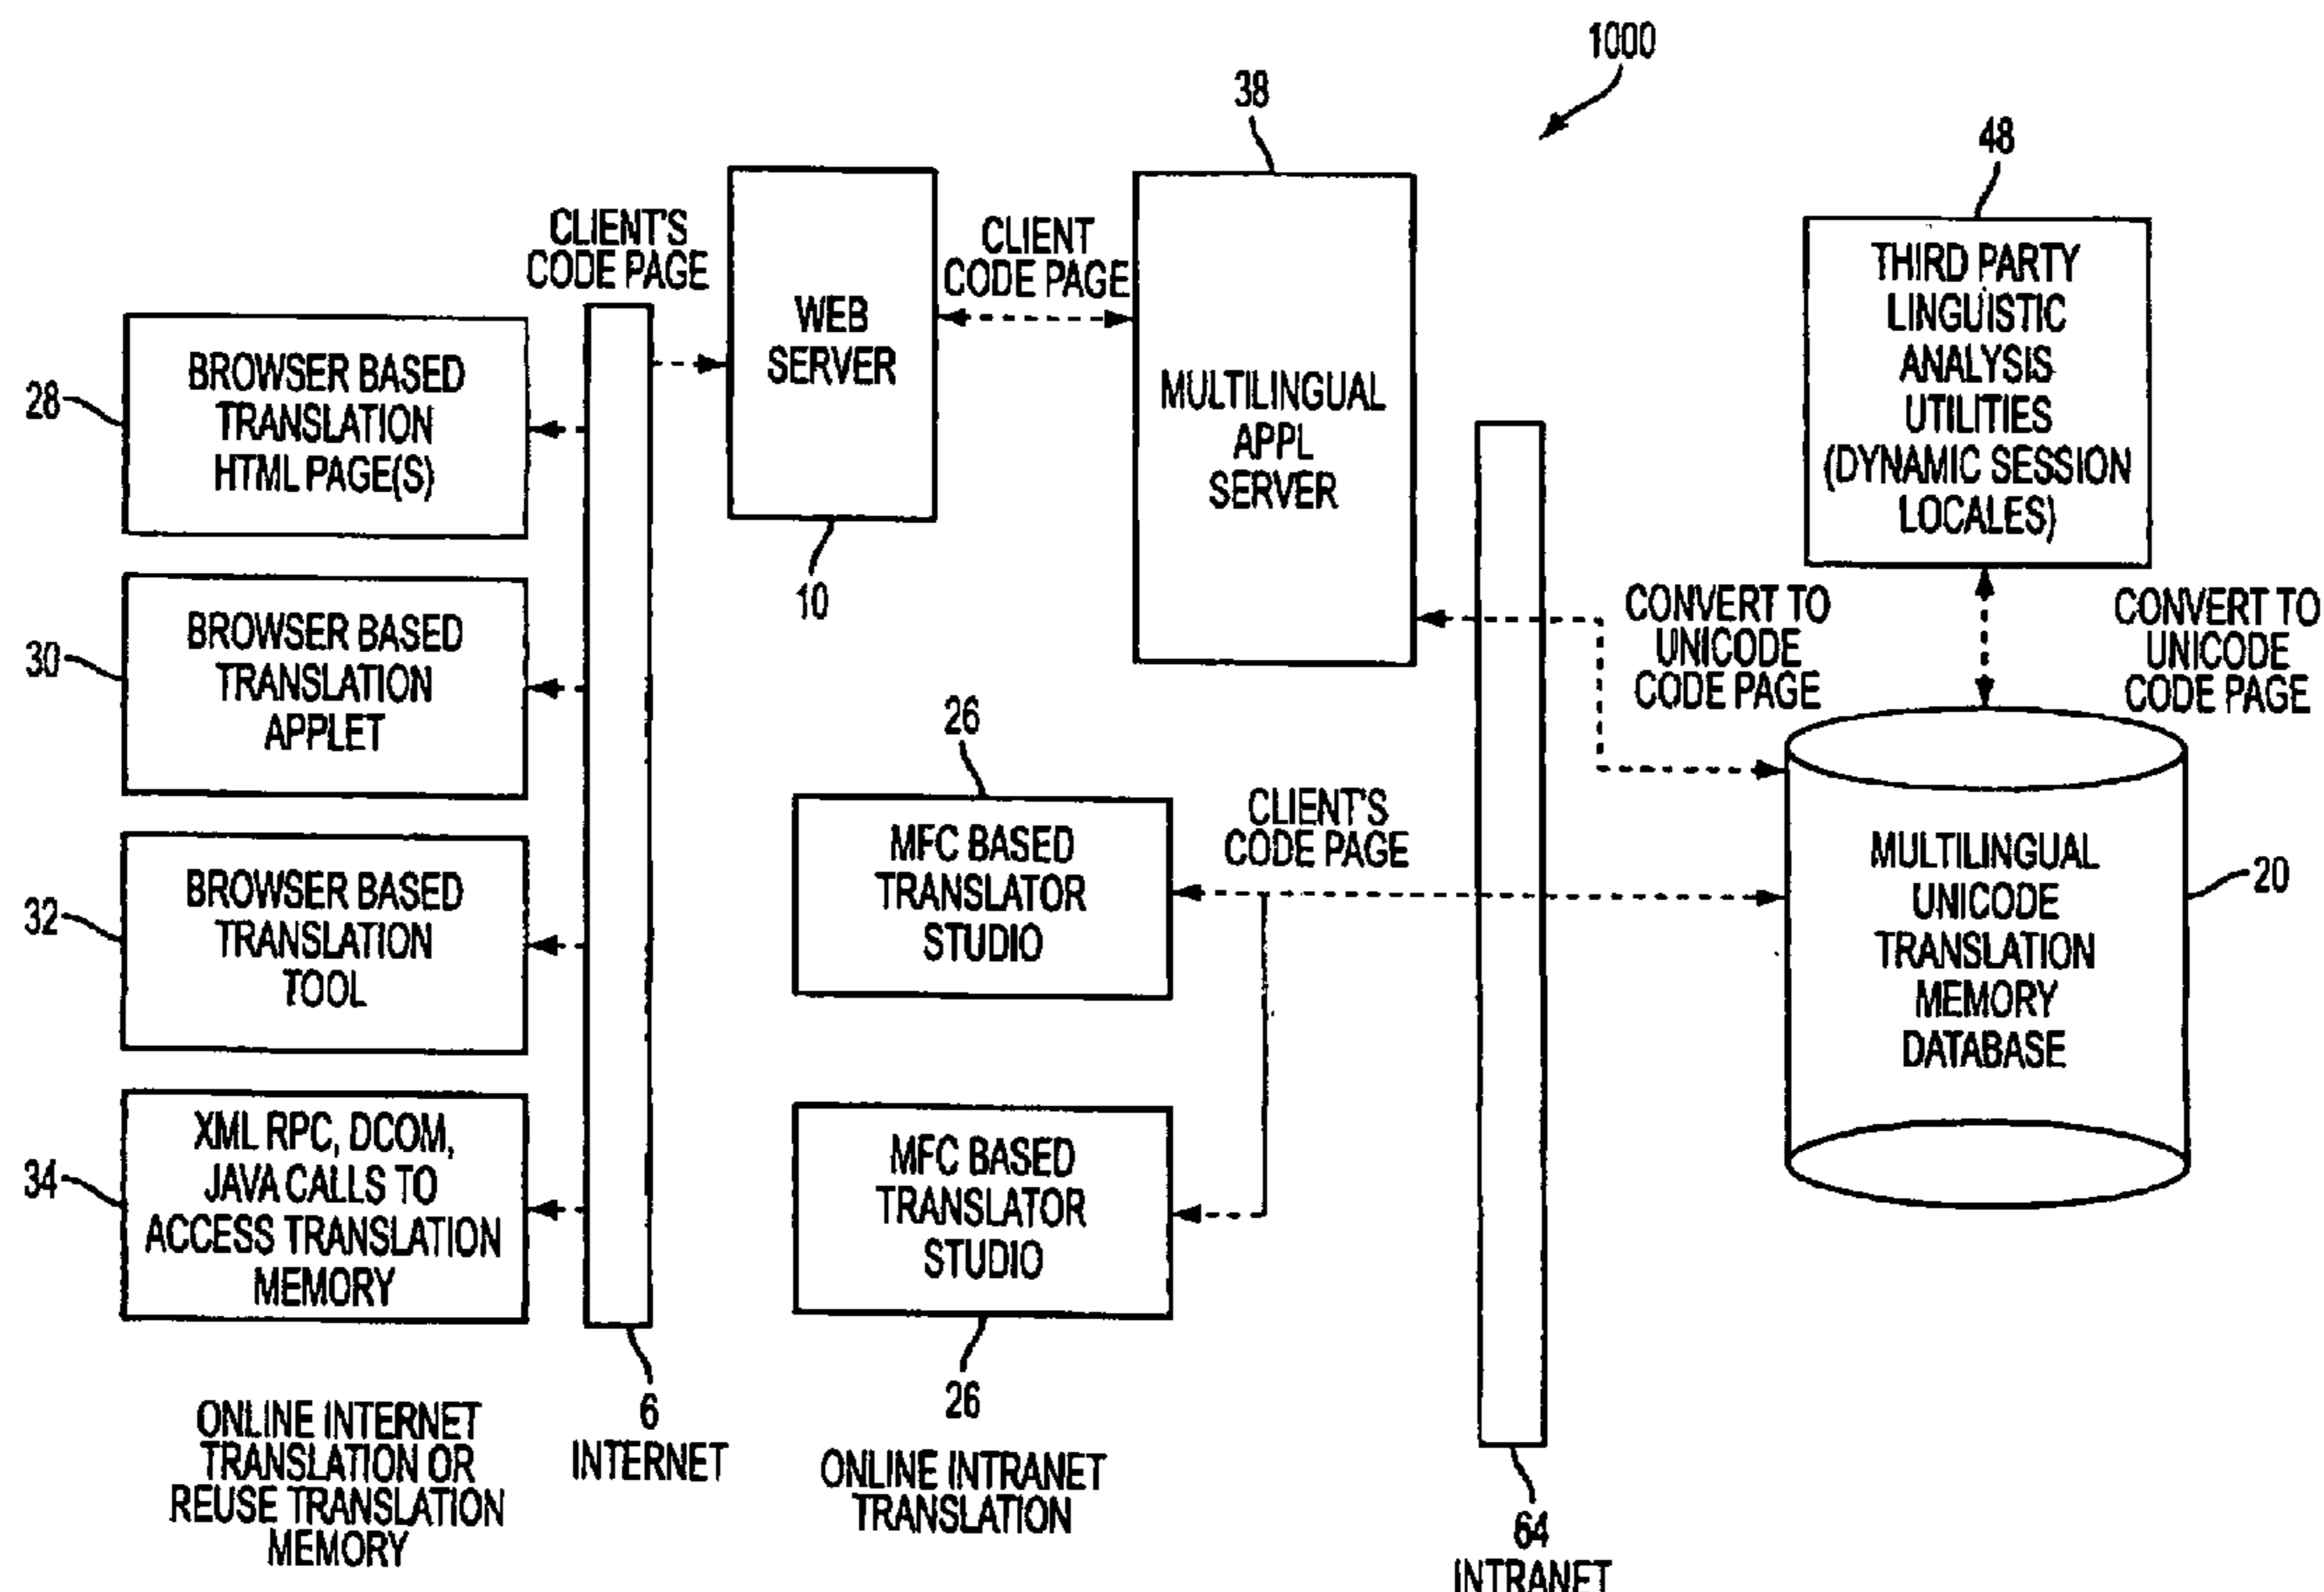 1000
38
48
CLIENT'S
CODE PAGE
WEB
SERVER
10
CLIENT
CODE PAGE
MULTILINGUAL
APPL
SERVER
THIRD PARTY
LINGUISTIC
ANALYSIS
UTILITIES
(DYNAMIC SESSION
LOCALES)
28
BROWSER BASED
TRANSLATION
HTML PAGE(S)
30
BROWSER BASED
TRANSLATION
APPLET
32
BROWSER BASED
TRANSLATION
TOOL
34
XML RPC, DCOM,
JAVA CALLS TO
ACCESS TRANSLATION
MEMORY
CONVERT TO
UNICODE
CODE PAGE
CONVERT TO
UNICODE
CODE PAGE
26
MFC BASED
TRANSLATOR
STUDIO
CLIENT'S
CODE PAGE
MFC BASED
TRANSLATOR
STUDIO
26
MULTILINGUAL
UNICODE
TRANSLATION
MEMORY
DATABASE
20
ONLINE INTERNET
TRANSLATION OR
REUSE TRANSLATION
MEMORY
6
INTERNET
ONLINE INTRANET
TRANSLATION
64
INTRANET